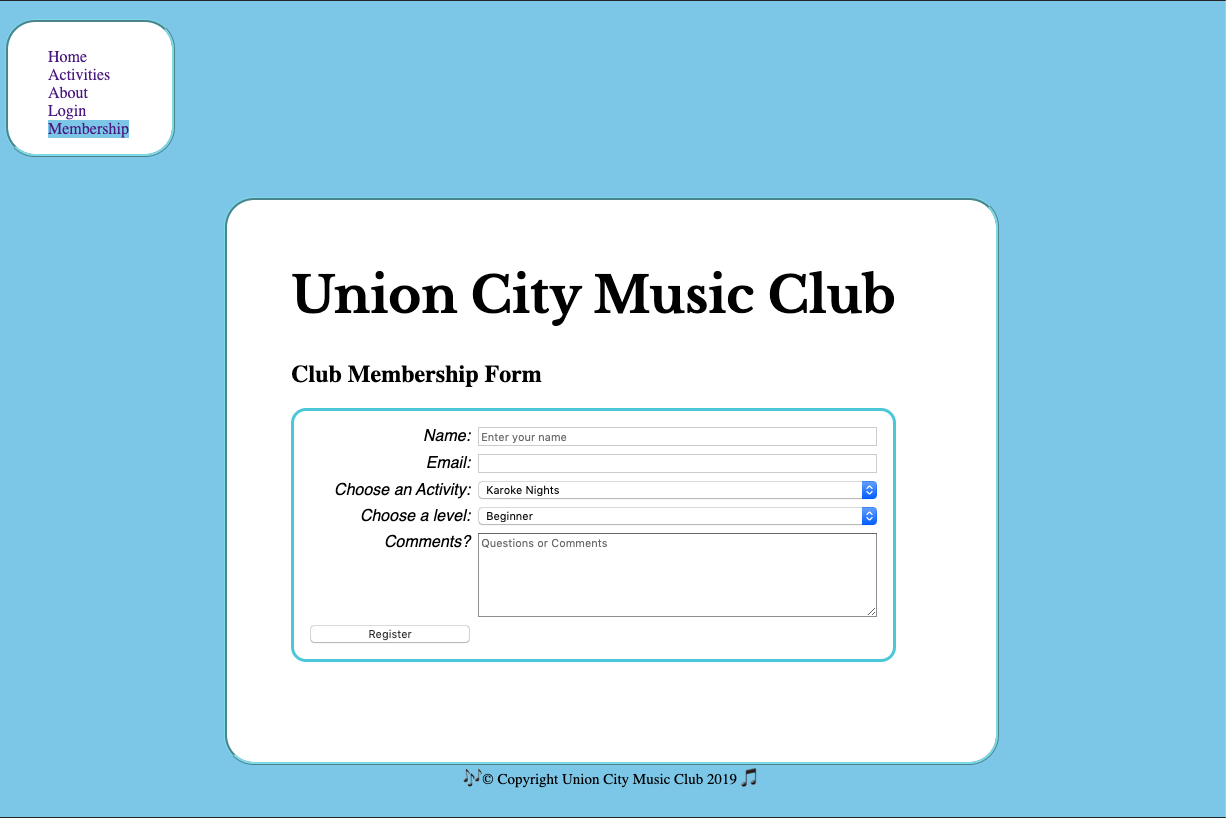 Home
Activities
About
Login
Membership
Union City Music Club
Club Membership Form
Name: Enter your name
Email:
Choose an Activity: Karoke Nights
Choose a level: Beginner
Comments? Questions or Comments
Register
🎶© Copyright Union City Music Club 2019 🎵